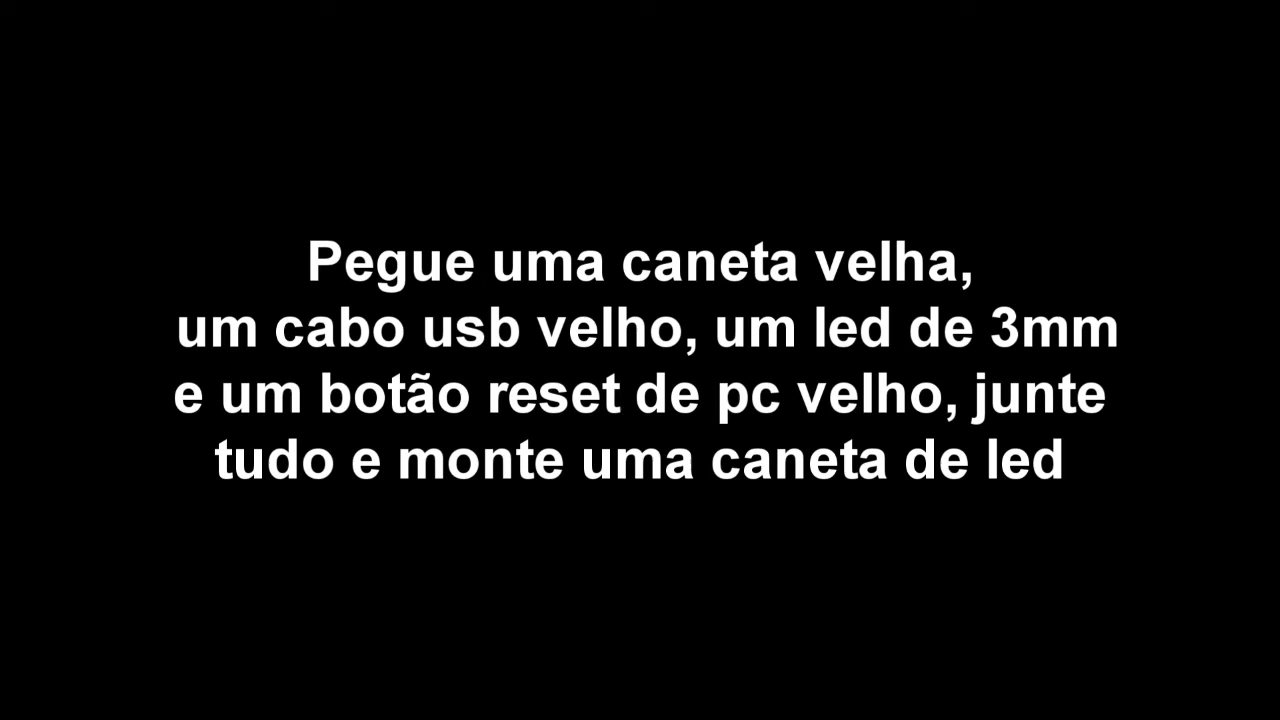 Pegue uma caneta velha,
um cabo usb velho, um led de 3mm
e um botão reset de pc velho, junte
tudo e monte uma caneta de led